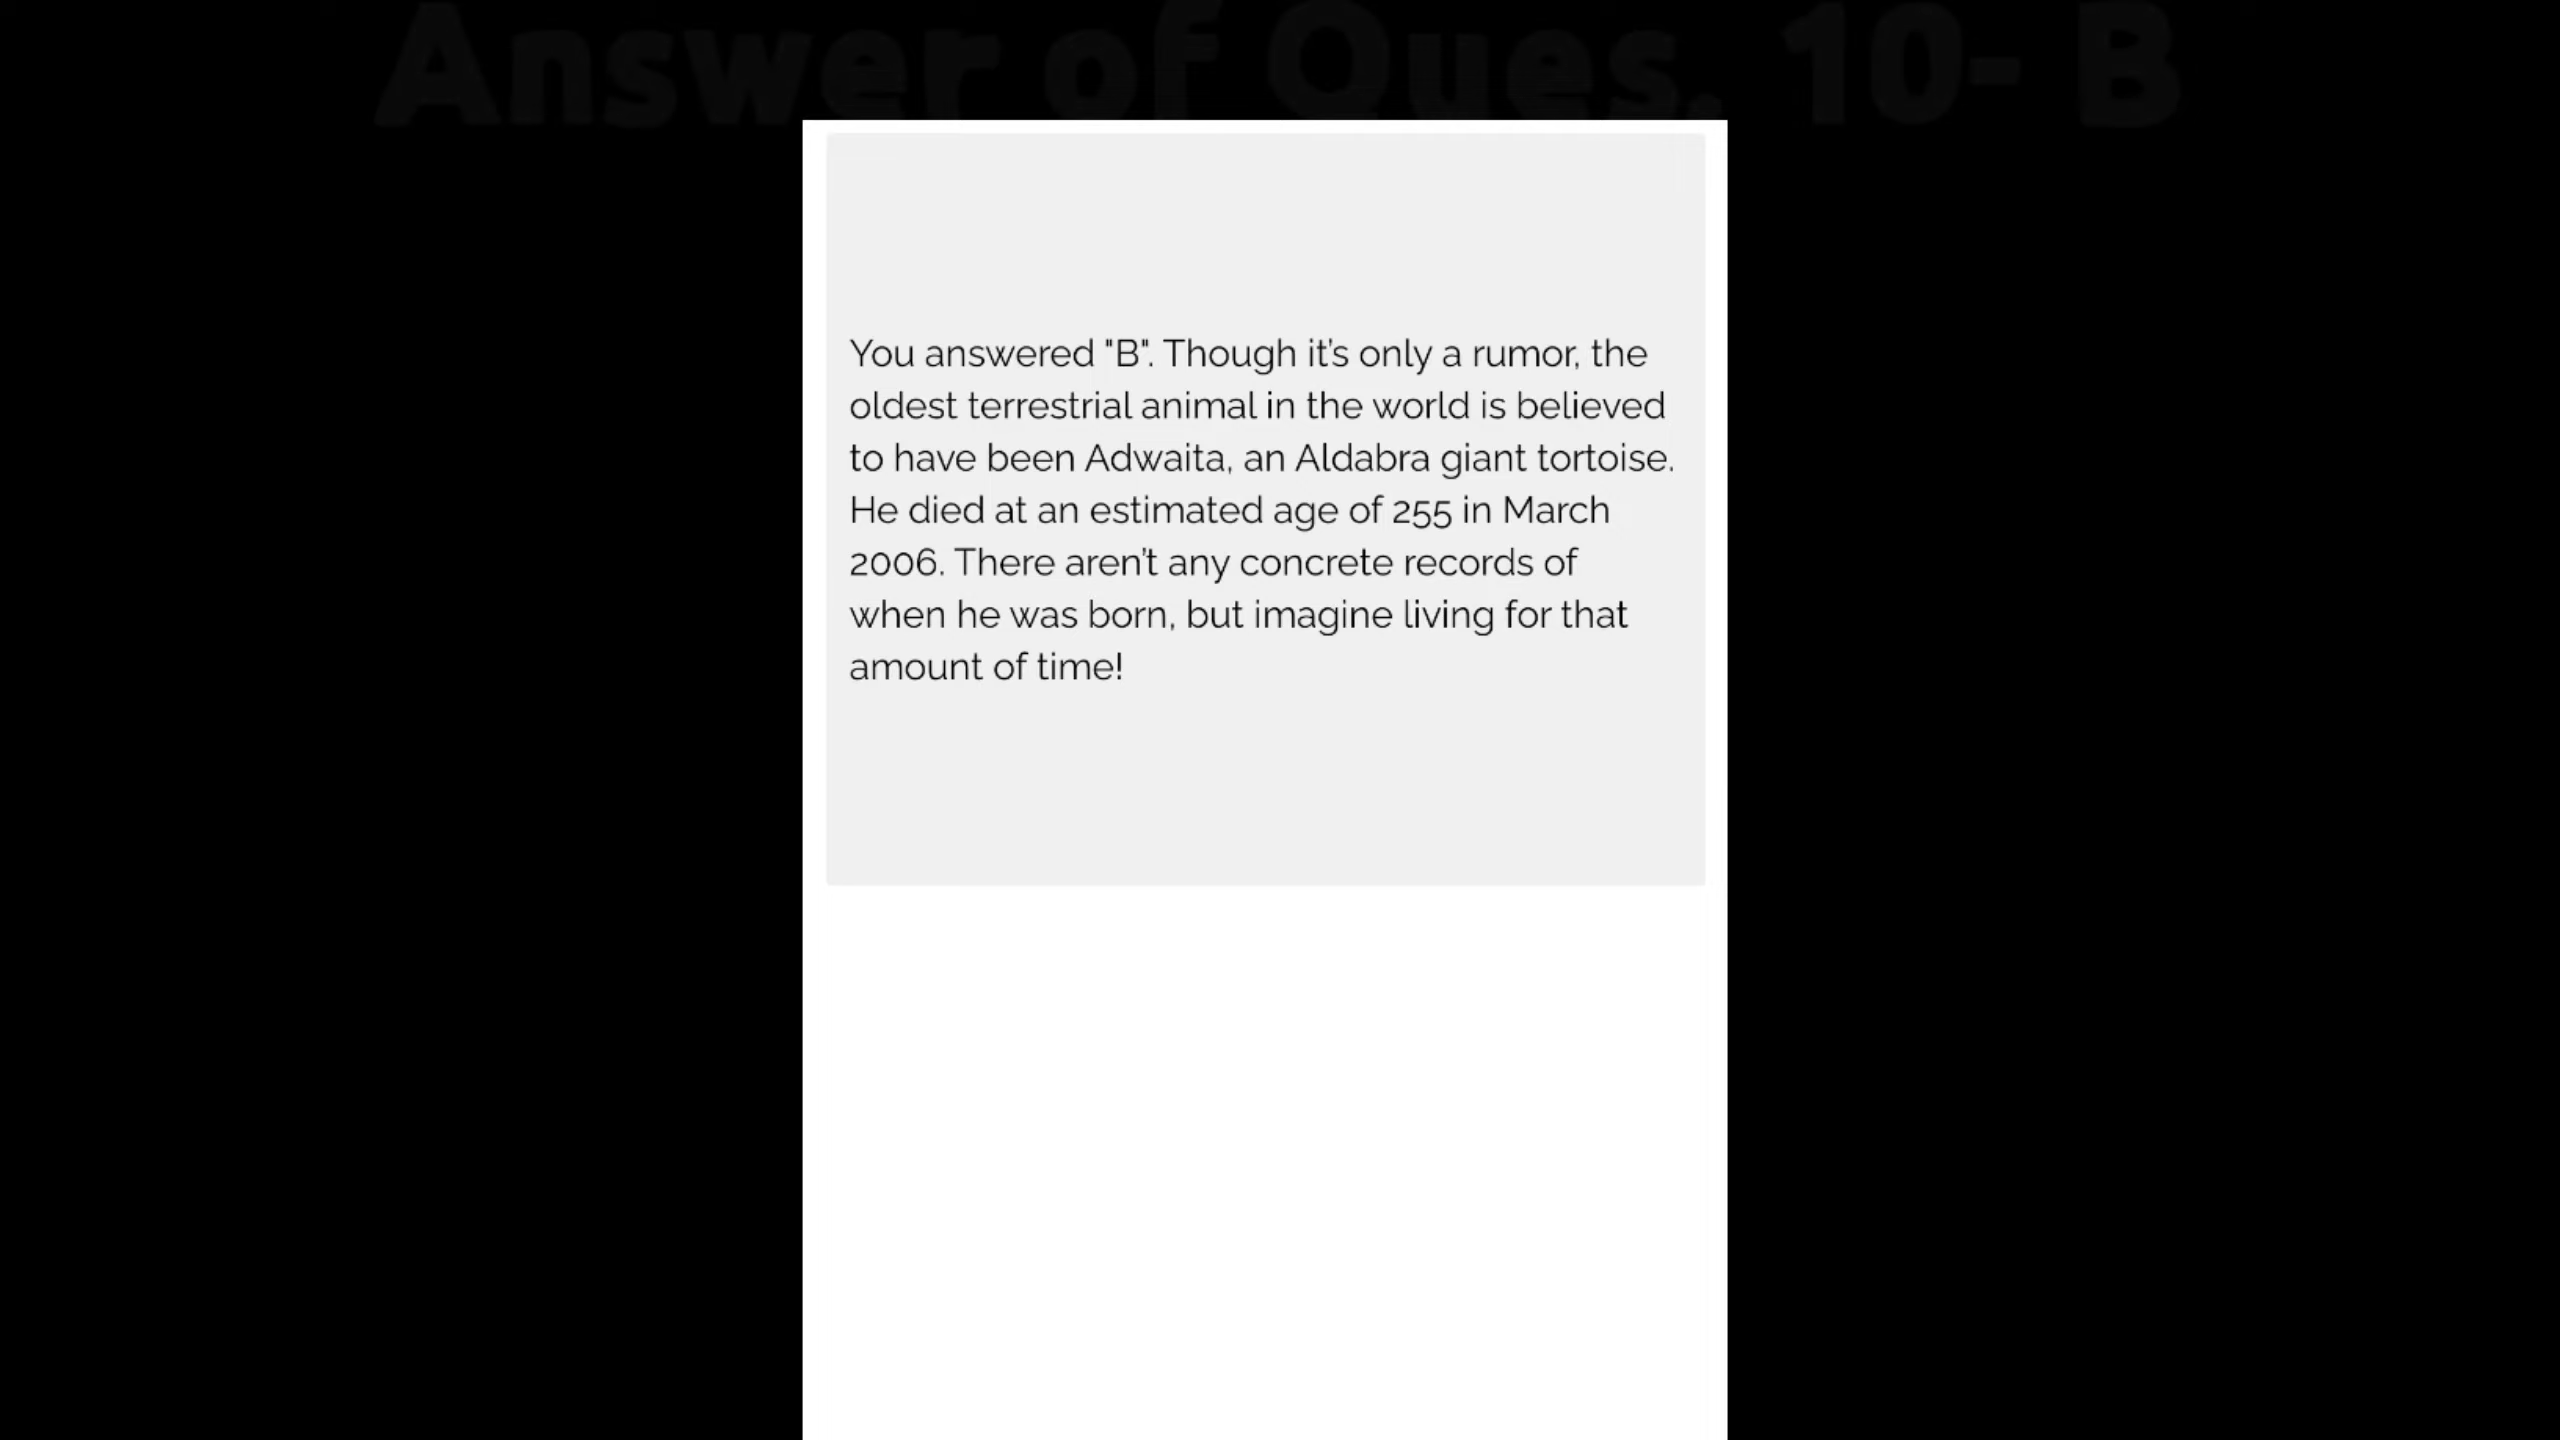 Answer of Ques. 10- B
You answered "B". Though it's only a rumor, the
oldest terrestrial animal in the world is believed
to have been Adwaita, an Aldabra giant tortoise.
He died at an estimated age of 255 in March
2006. There aren't any concrete records of
when he was born, but imagine living for that
amount of time!